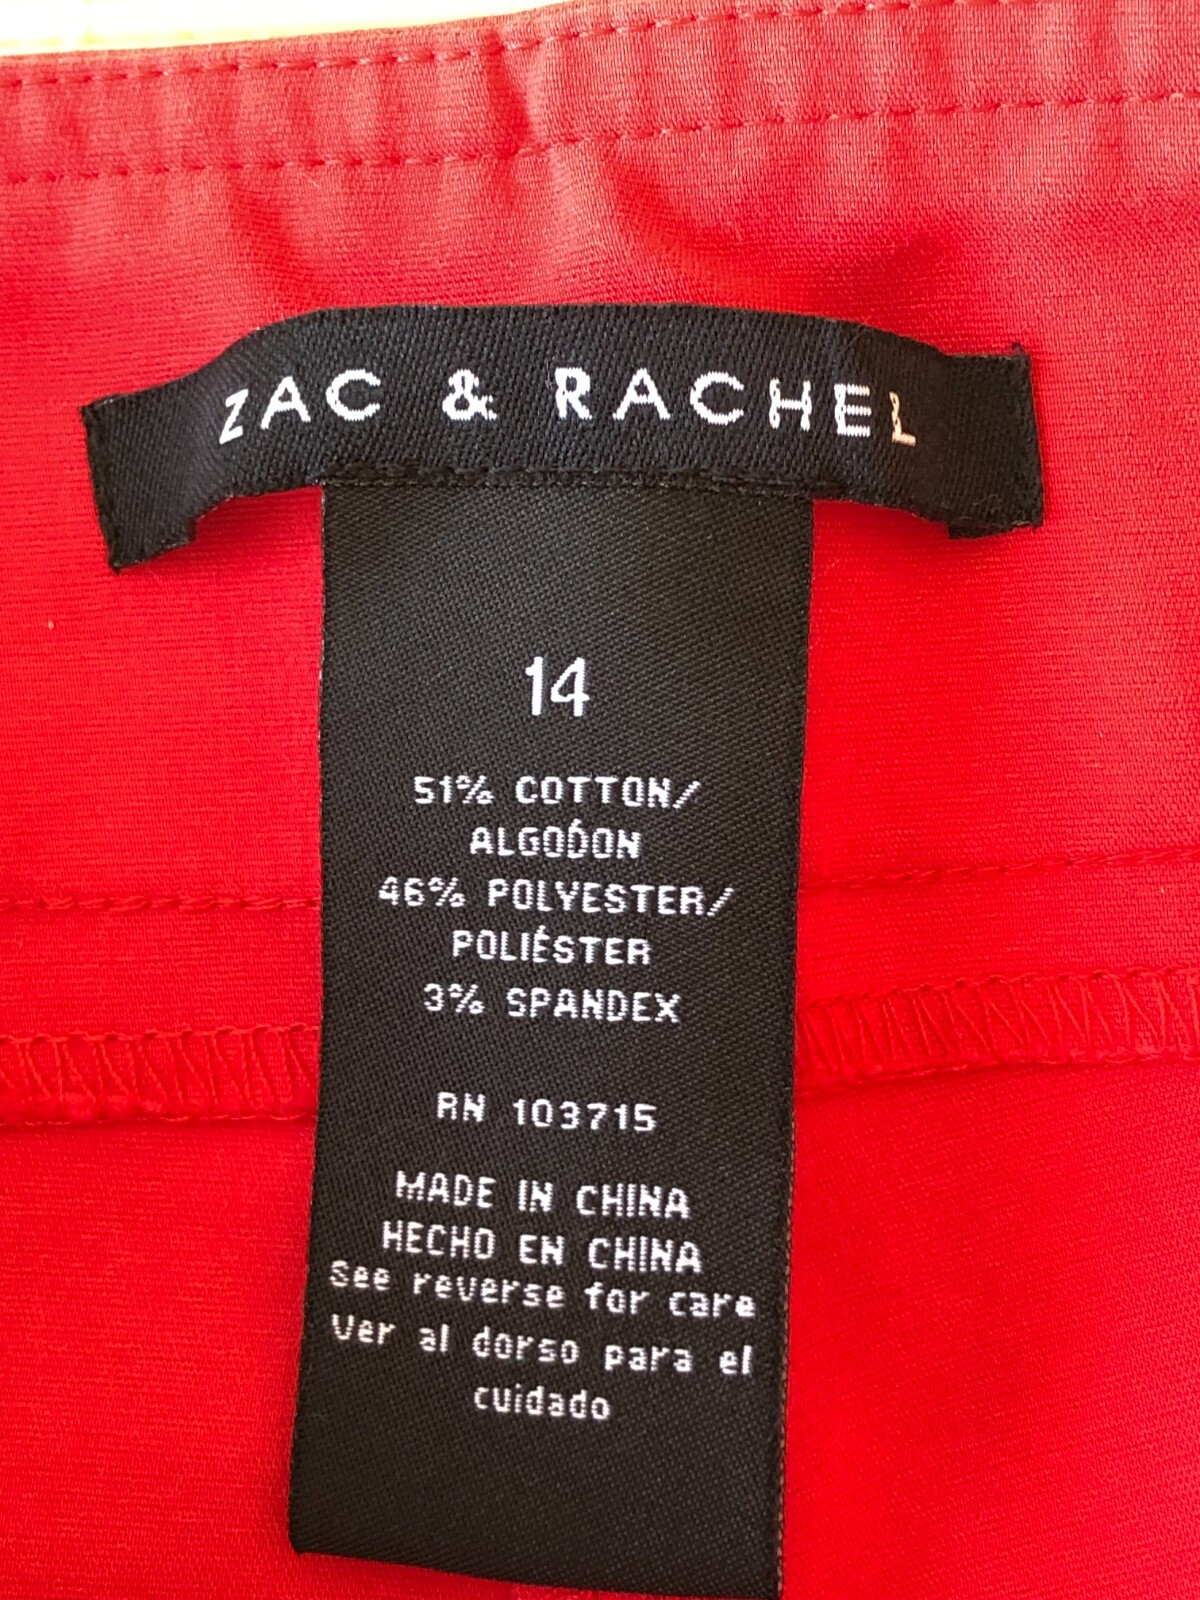 ZAC & RACHEL
14
51% COTTON/
ALGODÓN
46% POLYESTER/
POLIÉSTER
3% SPANDEX
RN 103715
MADE IN CHINA
HECHO EN CHINA
See reverse for care
Ver al dorso para el
cuidado